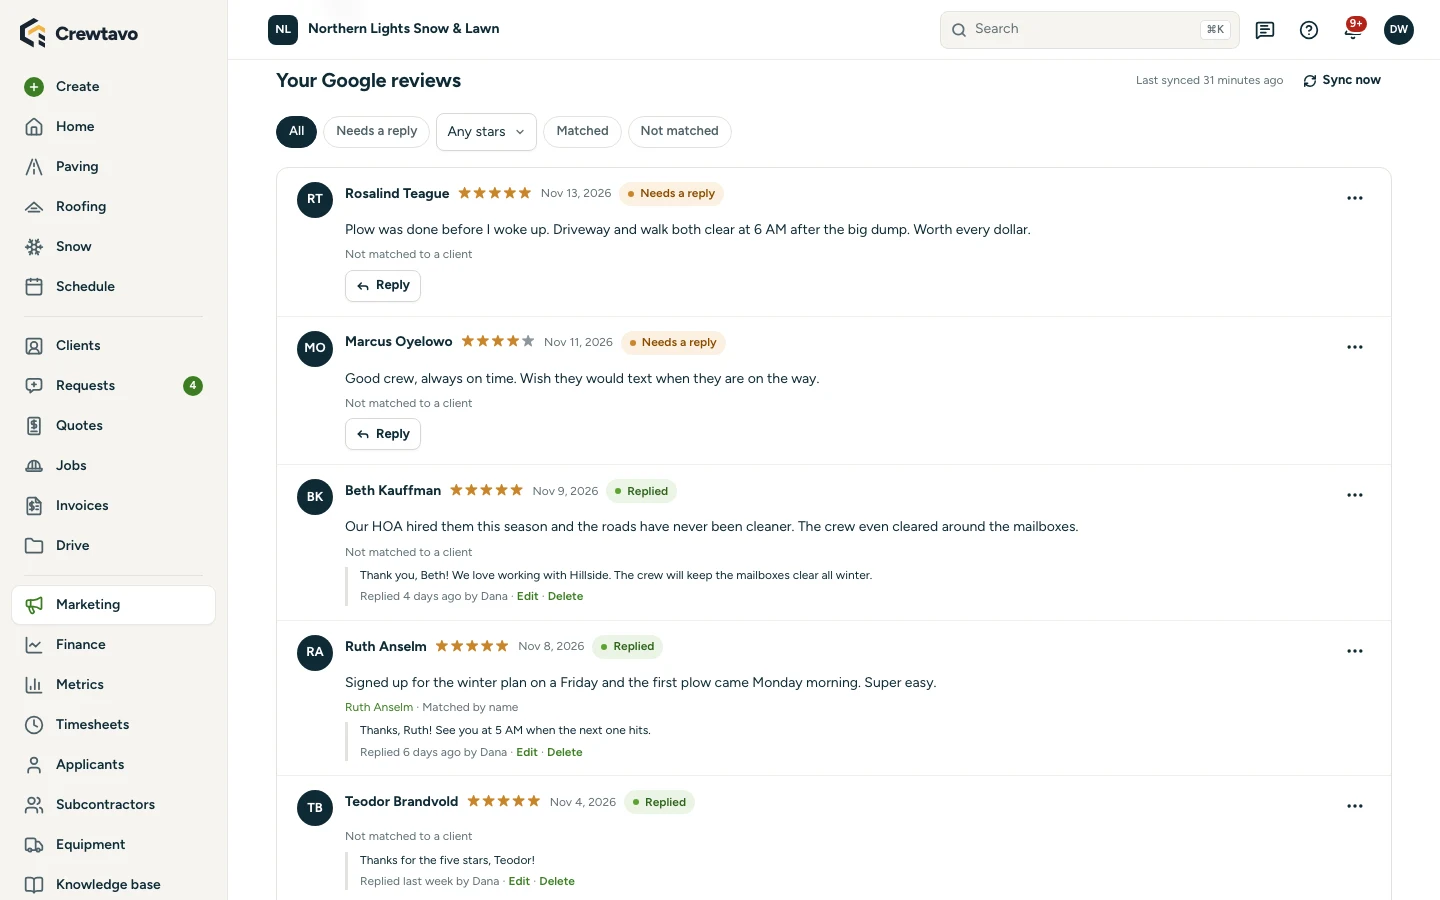 Crewtavo
NL Northern Lights Snow & Lawn
Search ⌘K
9+
DW
Create
Home
Paving
Roofing
Snow
Schedule
Clients
Requests 4
Quotes
Jobs
Invoices
Drive
Marketing
Finance
Metrics
Timesheets
Applicants
Subcontractors
Equipment
Knowledge base
Your Google reviews
Last synced 31 minutes ago Sync now
All Needs a reply Any stars Matched Not matched
RT Rosalind Teague Nov 13, 2026 Needs a reply
Plow was done before I woke up. Driveway and walk both clear at 6 AM after the big dump. Worth every dollar.
Not matched to a client
Reply
MO Marcus Oyelowo Nov 11, 2026 Needs a reply
Good crew, always on time. Wish they would text when they are on the way.
Not matched to a client
Reply
BK Beth Kauffman Nov 9, 2026 Replied
Our HOA hired them this season and the roads have never been cleaner. The crew even cleared around the mailboxes.
Not matched to a client
Thank you, Beth! We love working with Hillside. The crew will keep the mailboxes clear all winter.
Replied 4 days ago by Dana · Edit · Delete
RA Ruth Anselm Nov 8, 2026 Replied
Signed up for the winter plan on a Friday and the first plow came Monday morning. Super easy.
Ruth Anselm · Matched by name
Thanks, Ruth! See you at 5 AM when the next one hits.
Replied 6 days ago by Dana · Edit · Delete
TB Teodor Brandvold Nov 4, 2026 Replied
Not matched to a client
Thanks for the five stars, Teodor!
Replied last week by Dana · Edit · Delete